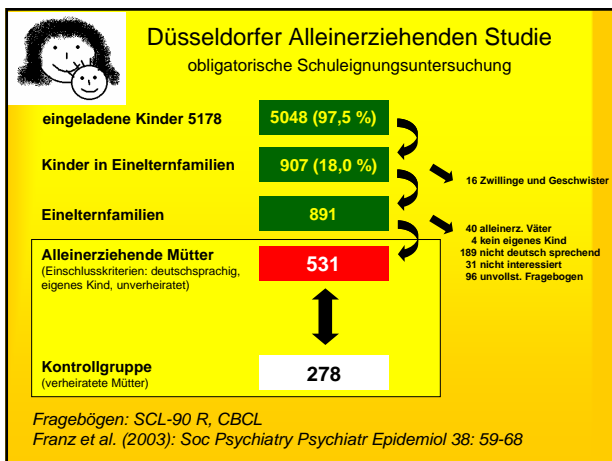 Düsseldorfer Alleinerziehenden Studie
obligatorische Schuleignungsuntersuchung
eingeladene Kinder 5178
5048 (97,5 %)
Kinder in Einelternfamilien
907 (18,0 %)
16 Zwillinge und Geschwister
Einelternfamilien
891
40 alleinerz. Väter
4 kein eigenes Kind
189 nicht deutsch sprechend
31 nicht interessiert
96 unvollst. Fragebogen
Alleinerziehende Mütter
(Einschlusskriterien: deutschsprachig,
eigenes Kind, unverheiratet)
531
Kontrollgruppe
(verheiratete Mütter)
278
Fragebögen: SCL-90 R, CBCL
Franz et al. (2003): Soc Psychiatry Psychiatr Epidemiol 38: 59-68